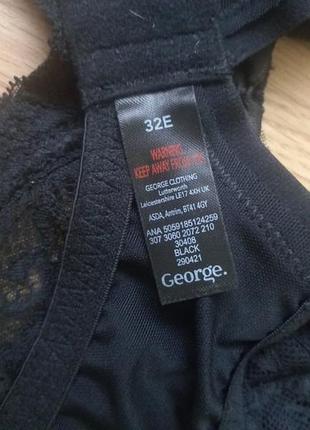 32E
WARNING
KEEP AWAY FROM FIRE
GEORGE CLOTHING
Lutterworth
Leicestershire LE17 4XH UK
ASDA, Antrim, BT41 4GY
ANA 5059185124259
307 3060 2072 210
30408
BLACK
290421
George.